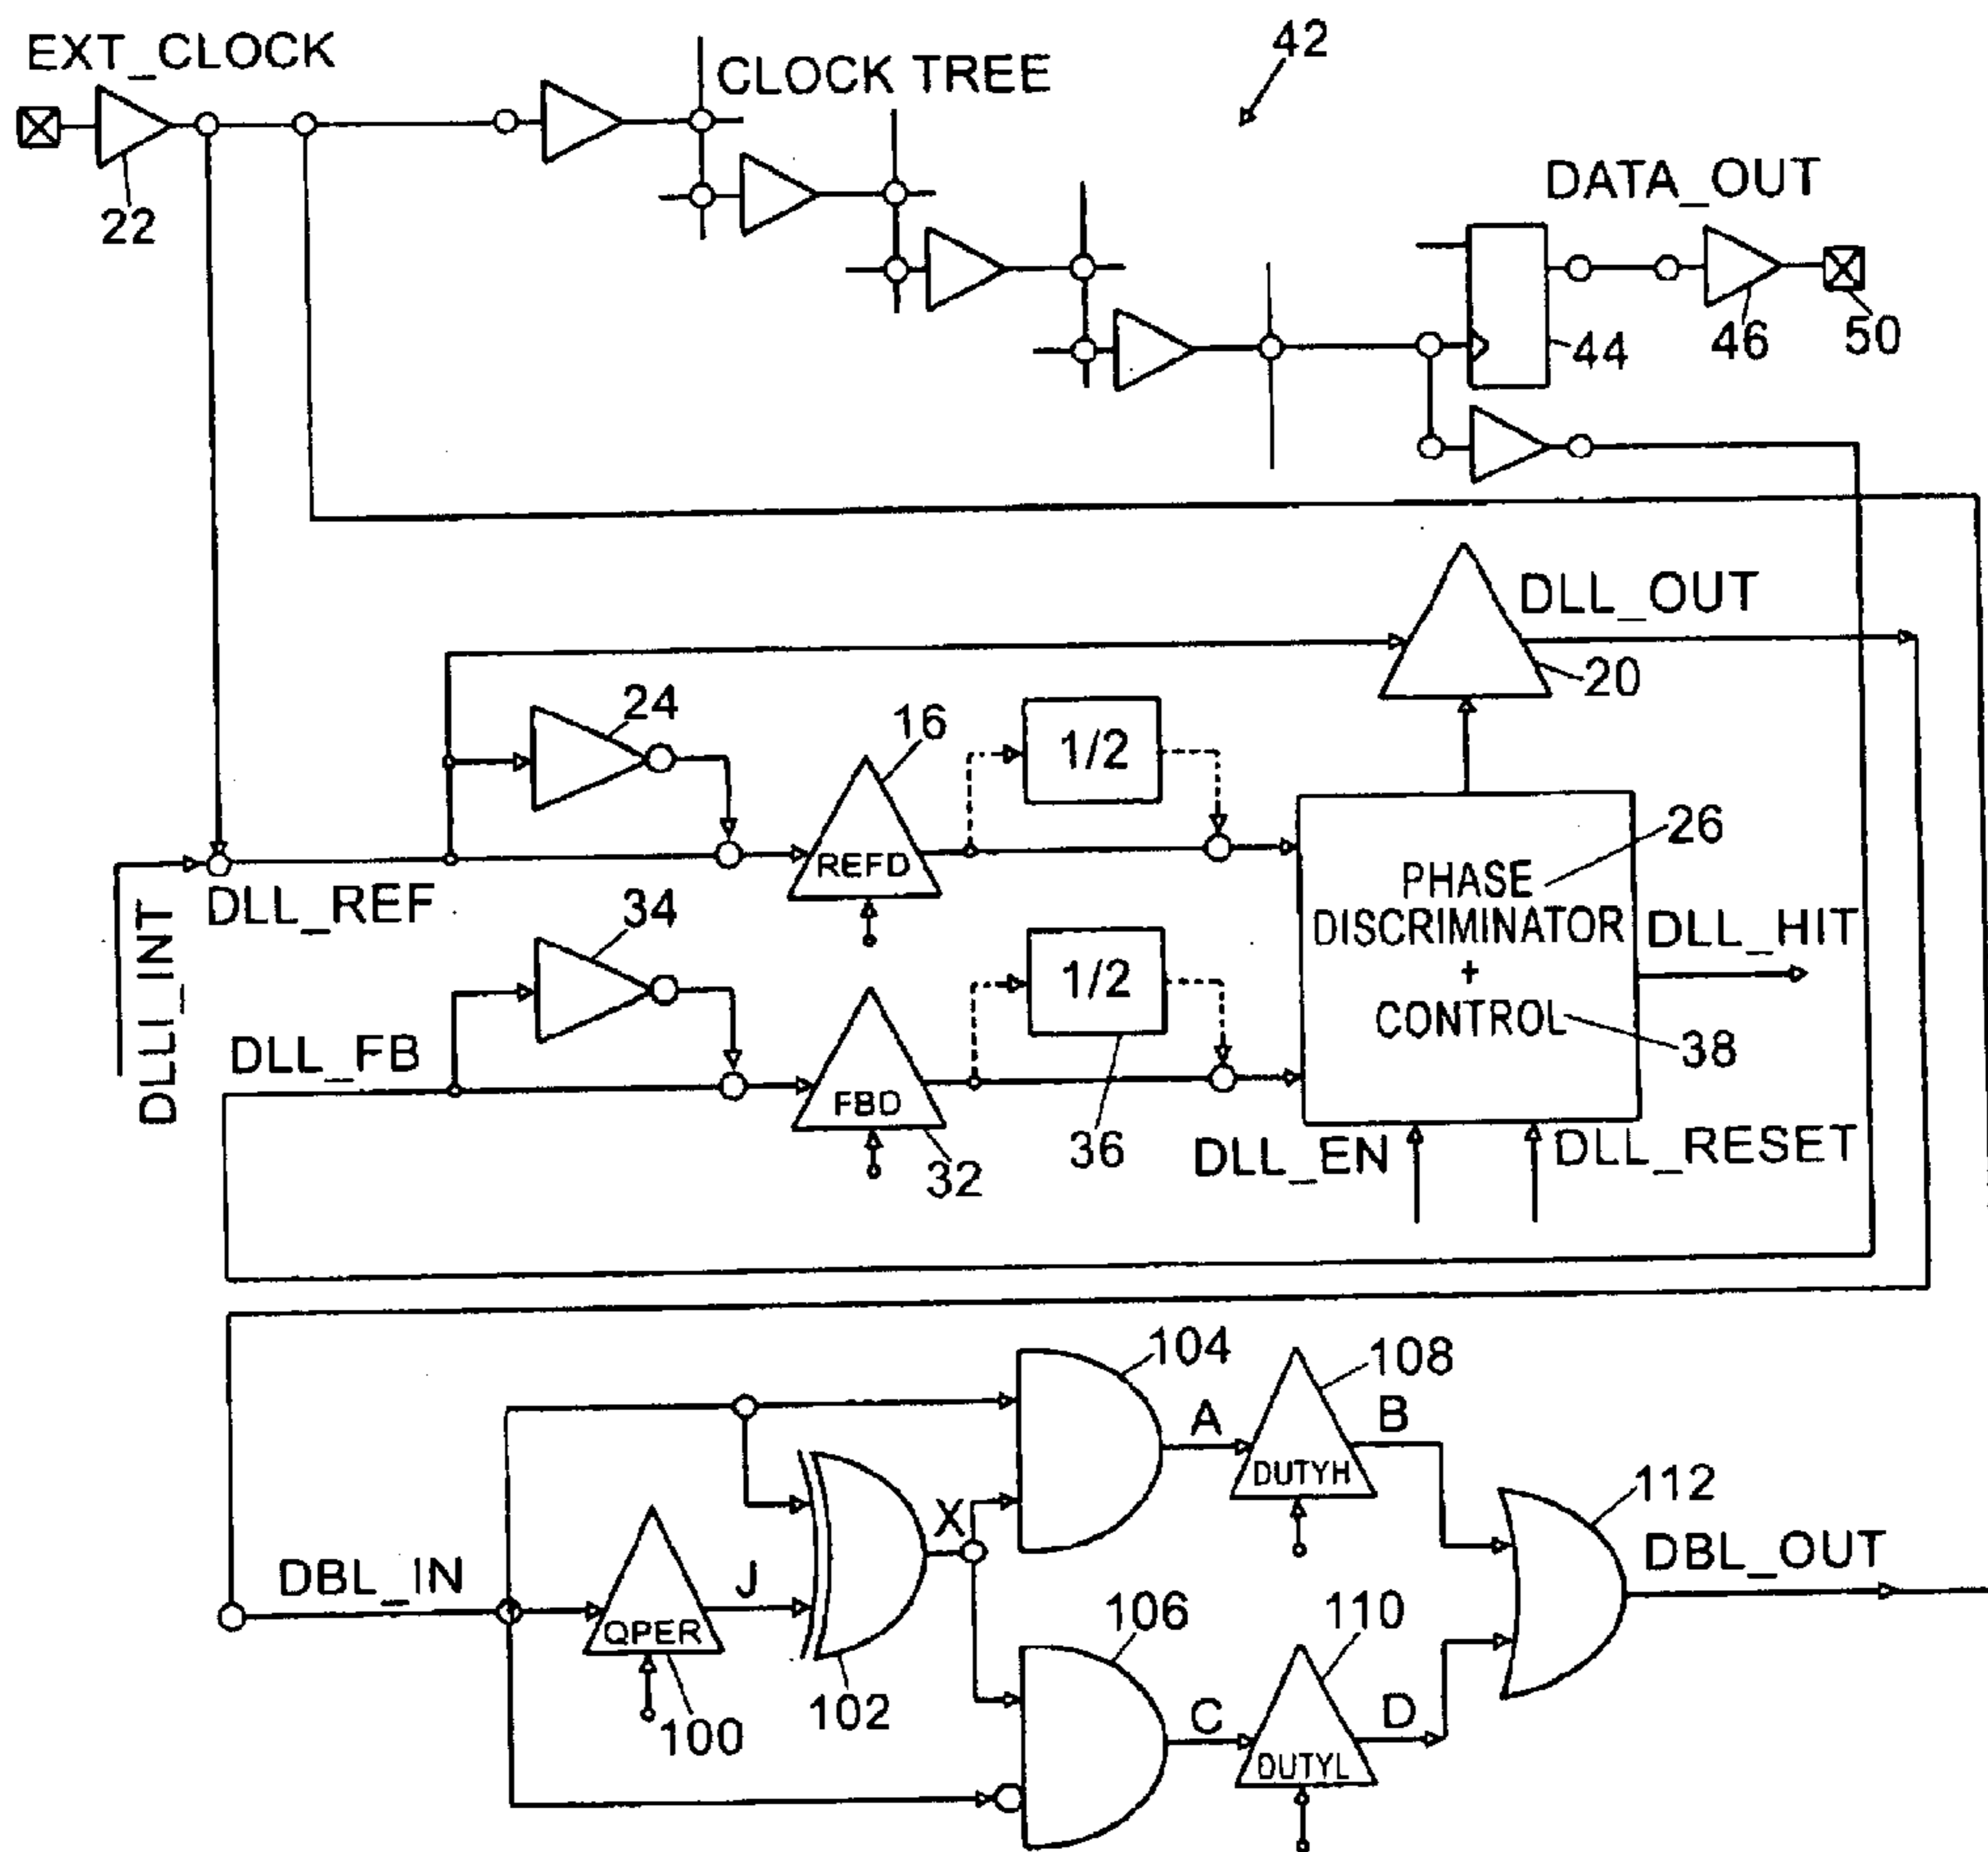 EXT_CLOCK
CLOCK TREE
42
22
DATA_OUT
44
46
50
DLL_OUT
20
24
16
1/2
REFD
26
PHASE
DISCRIMINATOR
+
CONTROL
38
DLL_HIT
DLL_REF
DLLI_INT
34
1/2
DLL_FB
FBD
32
36
DLL_EN
DLL_RESET
104
108
A
B
DUTYH
112
X
DBL_OUT
DBL_IN
J
QPER
100
102
106
110
C
D
DUTYL